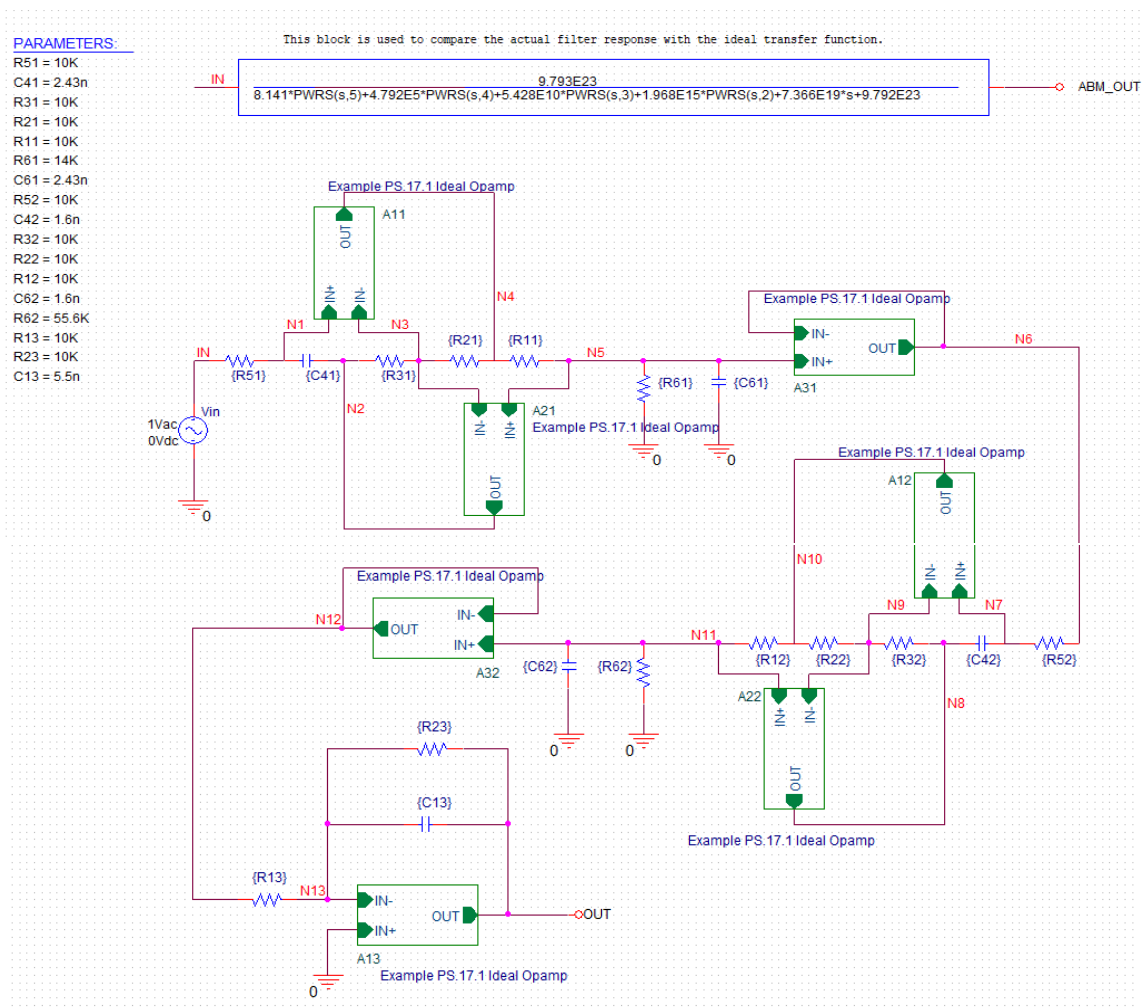 PARAMETERS:
R51 = 10K
C41 = 2.43n
R31 = 10K
R21 = 10K
R11 = 10K
R61 = 14K
C61 = 2.43n
R52 = 10K
C42 = 1.6n
R32 = 10K
R22 = 10K
R12 = 10K
C62 = 1.6n
R62 = 55.6K
R13 = 10K
R23 = 10K
C13 = 5.5n
This block is used to compare the actual filter response with the ideal transfer function.
IN
9.793E23
8.141*PWRS(s,5)+4.792E5*PWRS(s,4)+5.428E10*PWRS(s,3)+1.968E15*PWRS(s,2)+7.366E19*s+9.792E23
ABM_OUT
Example PS.17.1 Ideal Opamp
A11
OUT
IN+
IN-
N1
N3
N4
IN
{R51}
{C41}
{R31}
{R21}
{R11}
N5
N2
Vin
1Vac
0Vdc
0
IN-
IN+
A21
Example PS.17.1 Ideal Opamp
OUT
{R61}
0
{C61}
0
Example PS.17.1 Ideal Opamp
IN-
IN+
OUT
A31
N6
Example PS.17.1 Ideal Opamp
A12
OUT
IN-
IN+
N10
N9
N7
Example PS.17.1 Ideal Opamp
N12
OUT
IN-
IN+
A32
{C62}
0
{R62}
0
N11
{R12}
{R22}
{R32}
{C42}
{R52}
N8
A22
IN+
IN-
OUT
Example PS.17.1 Ideal Opamp
{R23}
{C13}
{R13}
N13
IN-
IN+
OUT
OUT
A13
Example PS.17.1 Ideal Opamp
0